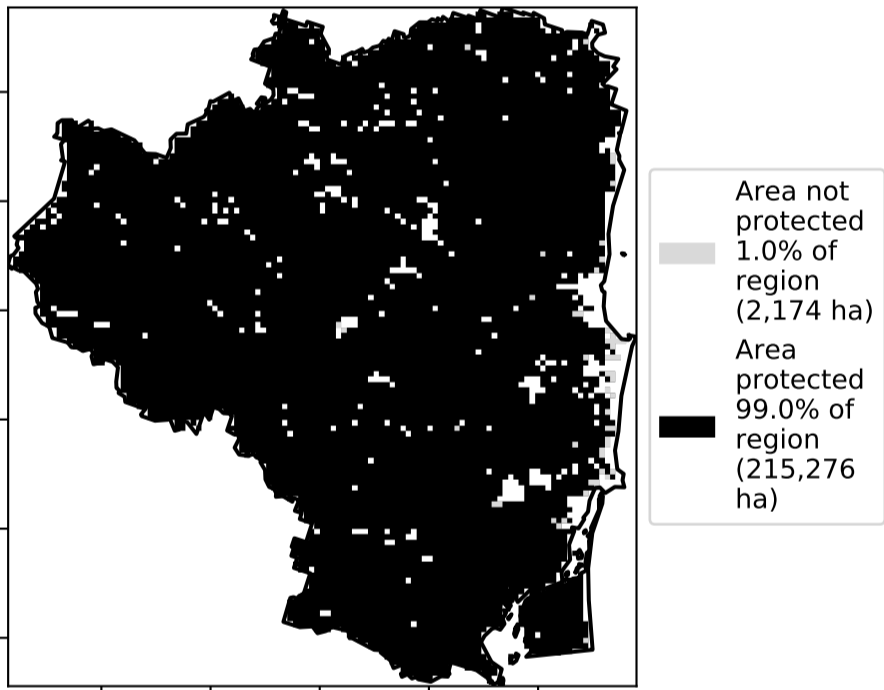 Area not
protected
1.0% of
region
(2,174 ha)
Area
protected
99.0% of
region
(215,276
ha)